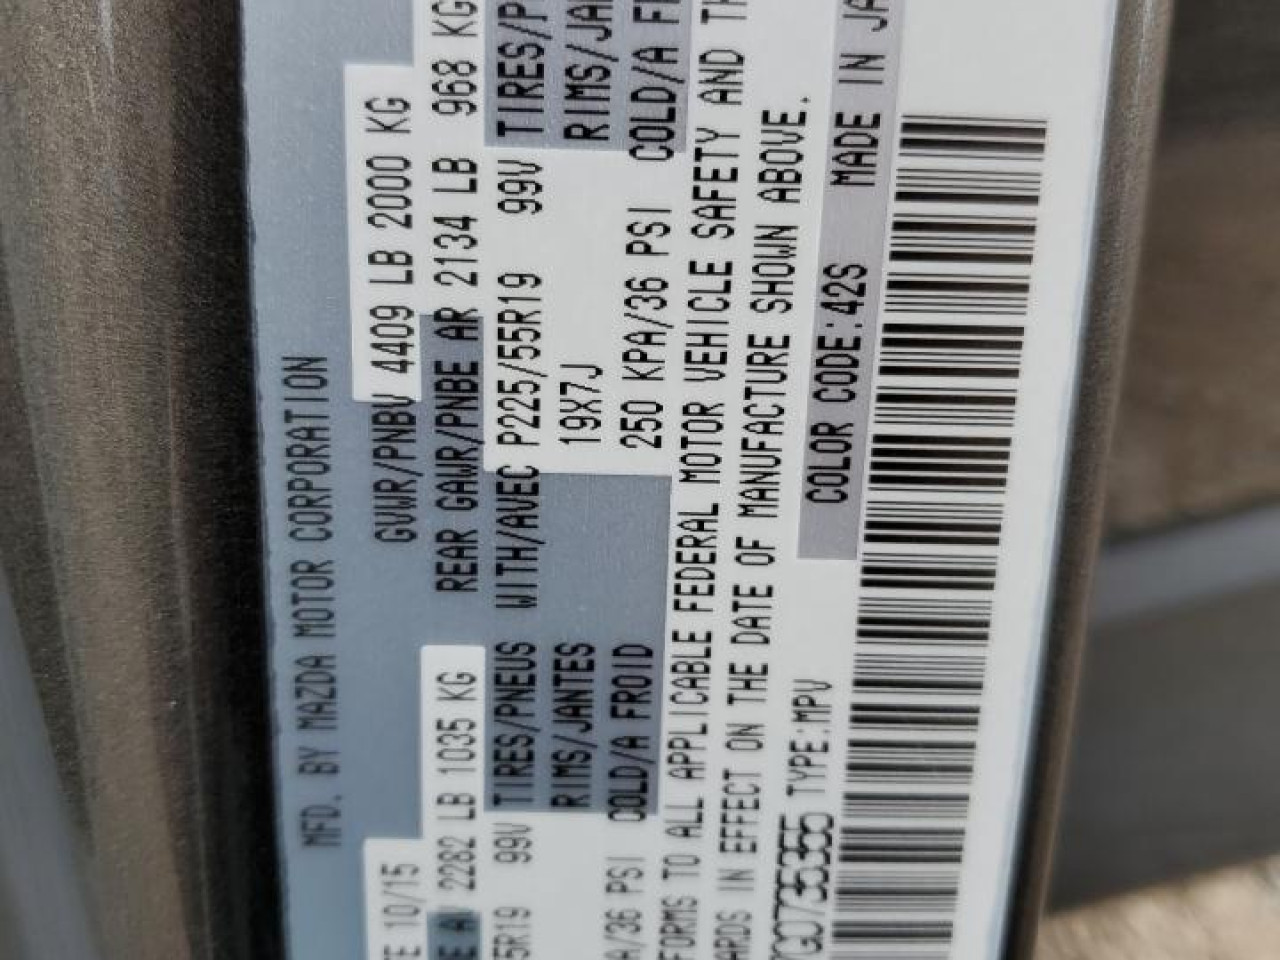 MFD. BY MAZDA MOTOR CORPORATION
TE 10/15 GVWR/PNBV 4409 LB 2000 KG
2282 LB 1035 KG REAR GAWR/PNBE AR 2134 LB 968 KG
5R19 99V TIRES/PNEUS WITH/AVEC P225/55R19 99V TIRES/P
RIMS/JANTES 19X7J RIMS/JAN
A/36 PSI COLD/A FROID 250 KPA/36 PSI COLD/A F
FORMS TO ALL APPLICABLE FEDERAL MOTOR VEHICLE SAFETY AND TH
ARDS IN EFFECT ON THE DATE OF MANUFACTURE SHOWN ABOVE.
G0735355 TYPE:MPV COLOR CODE:42S MADE IN JA